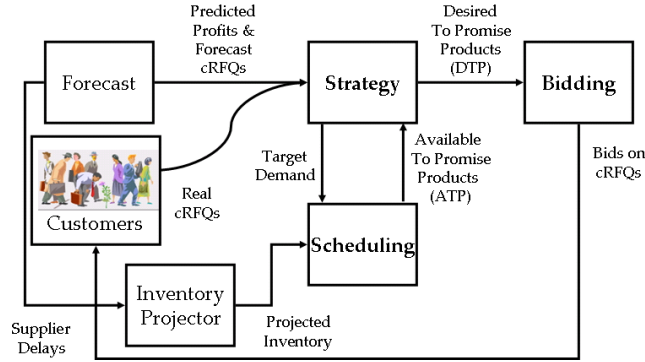 Predicted
Profits &
Forecast
cRFQs
Desired
To Promise
Products
(DTP)
Forecast
Strategy
Bidding
Customers
Real
cRFQs
Target
Demand
Available
To Promise
Products
(ATP)
Bids on
cRFQs
Scheduling
Inventory
Projector
Projected
Inventory
Supplier
Delays